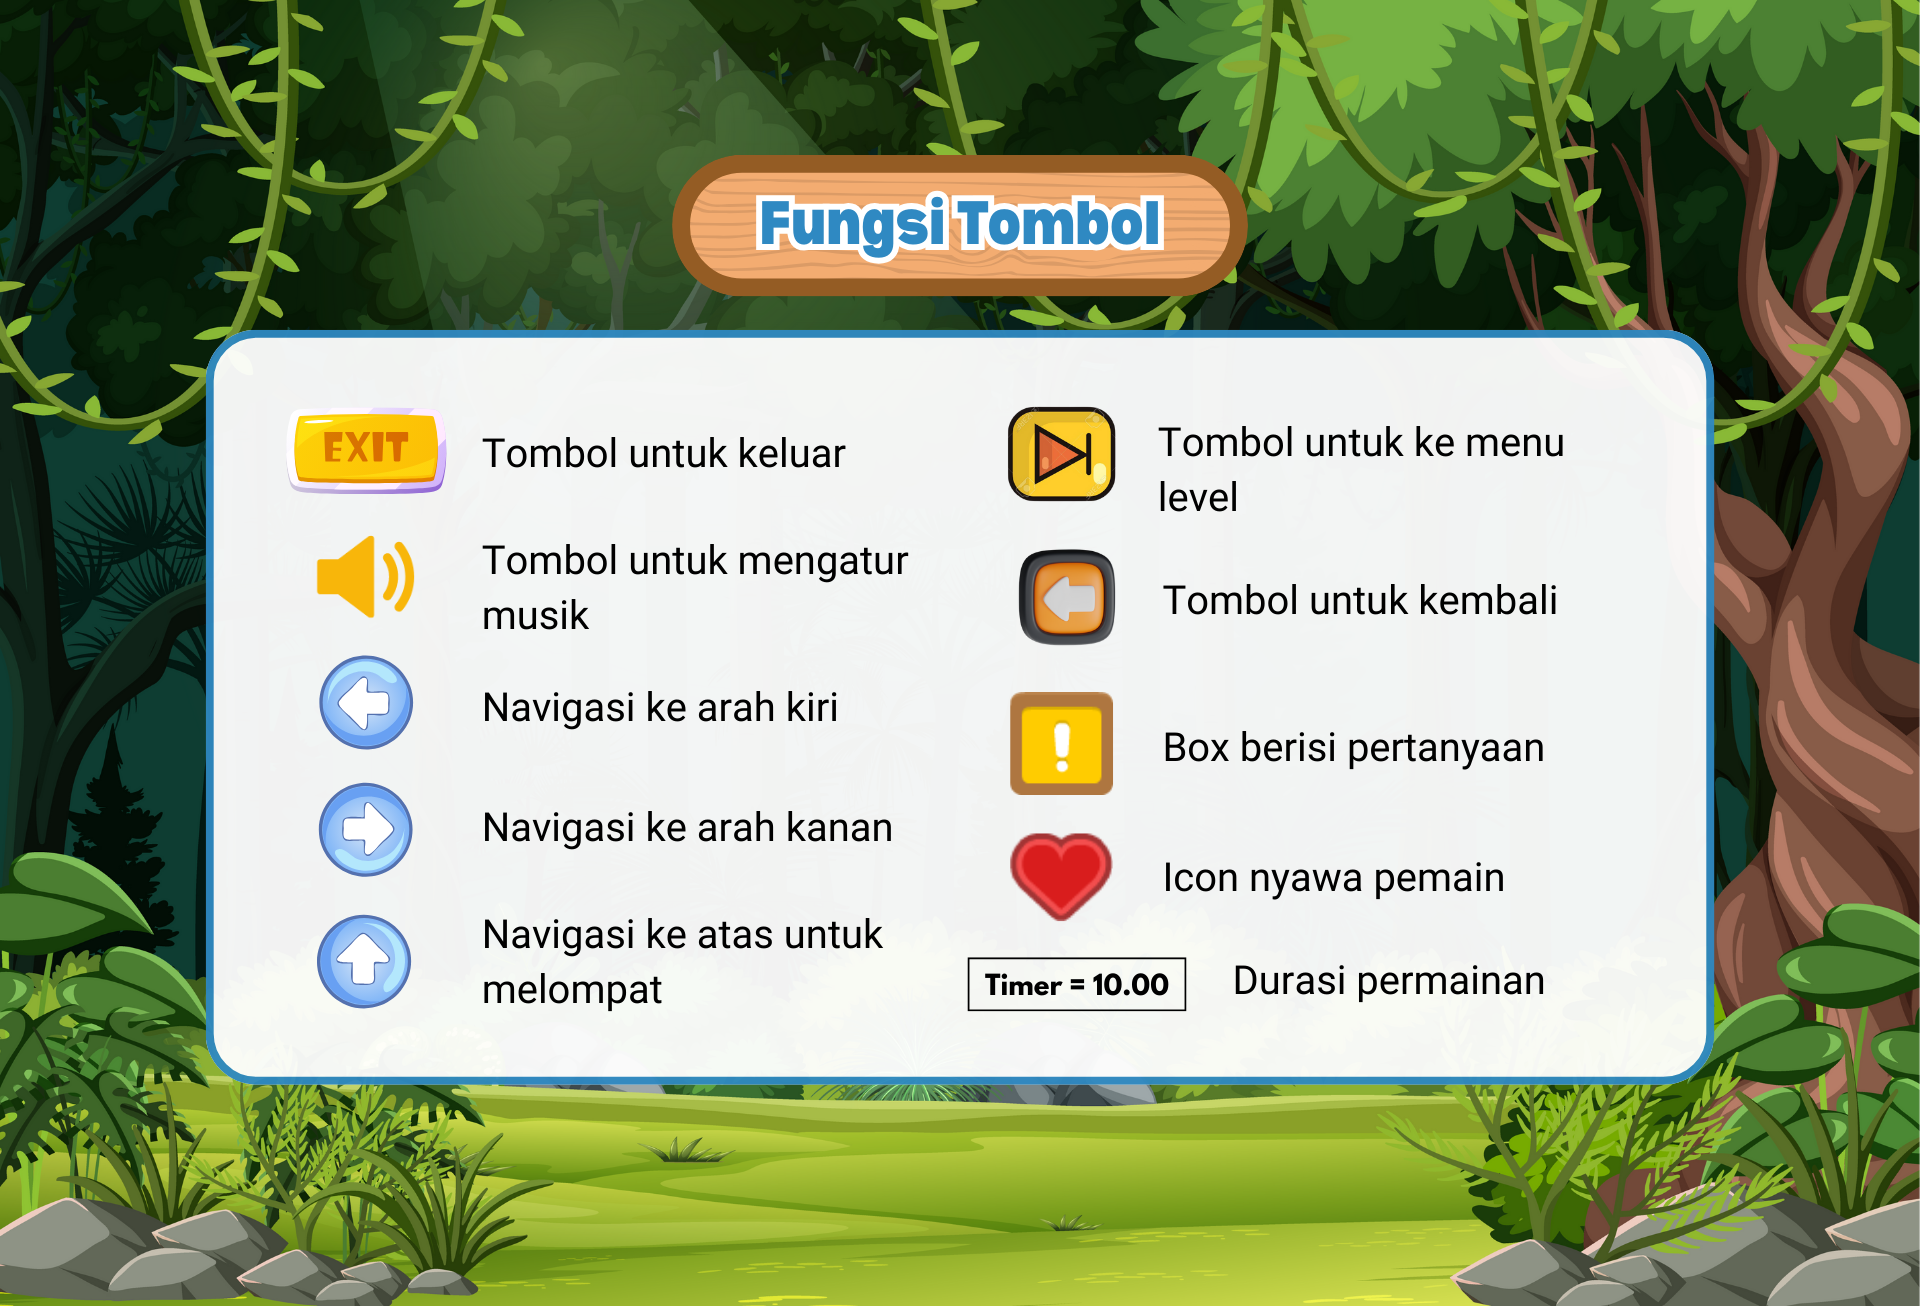 Fungsi Tombol
EXIT
Tombol untuk keluar
Tombol untuk mengatur
musik
Navigasi ke arah kiri
Navigasi ke arah kanan
Navigasi ke atas untuk
melompat
Tombol untuk ke menu
level
Tombol untuk kembali
!
Box berisi pertanyaan
Icon nyawa pemain
Timer = 10.00
Durasi permainan